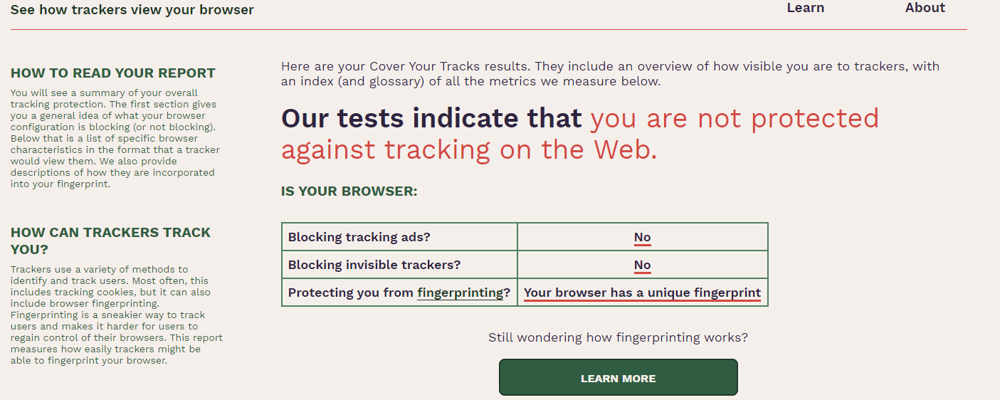 See how trackers view your browser
Learn
About
HOW TO READ YOUR REPORT
You will see a summary of your overall
tracking protection. The first section gives
you a general idea of what your browser
configuration is blocking (or not blocking).
Below that is a list of specific browser
characteristics in the format that a tracker
would view them. We also provide
descriptions of how they are incorporated
into your fingerprint.
HOW CAN TRACKERS TRACK
YOU?
Trackers use a variety of methods to
identify and track users. Most often, this
includes tracking cookies, but it can also
include browser fingerprinting.
Fingerprinting is a sneakier way to track
users and makes it harder for users to
regain control of their browsers. This report
measures how easily trackers might be
able to fingerprint your browser.
Here are your Cover Your Tracks results. They include an overview of how visible you are to trackers, with
an index (and glossary) of all the metrics we measure below.
Our tests indicate that you are not protected
against tracking on the Web.
IS YOUR BROWSER:
Blocking tracking ads? No
Blocking invisible trackers? No
Protecting you from fingerprinting? Your browser has a unique fingerprint
Still wondering how fingerprinting works?
LEARN MORE